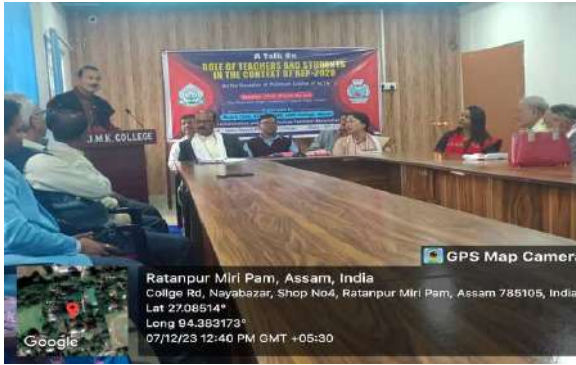 A Talk On
ROLE OF TEACHERS AND STUDENTS
IN THE CONTEXT OF NEP-2020
J.M.K. COLLEGE
GPS Map Camera
Ratanpur Miri Pam, Assam, India
Collge Rd, Nayabazar, Shop No4, Ratanpur Miri Pam, Assam 785105, India
Lat 27.08514°
Long 94.383173°
07/12/23 12:40 PM GMT +05:30
Google